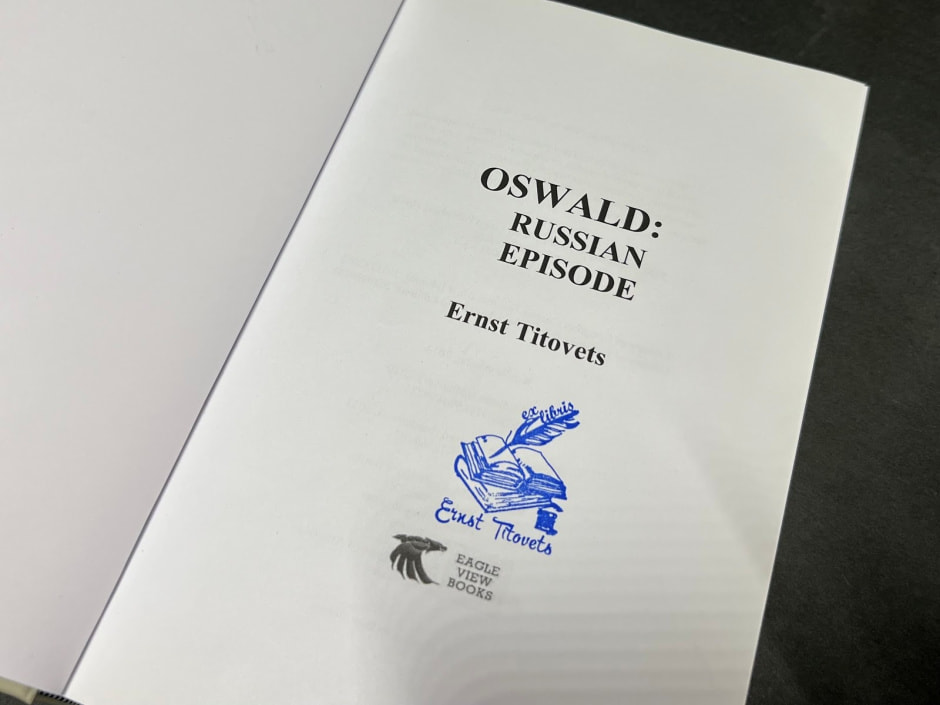 OSWALD:
RUSSIAN
EPISODE
Ernst Titovets
ex libris
Ernst Titovets
EAGLE
VIEW
BOOKS